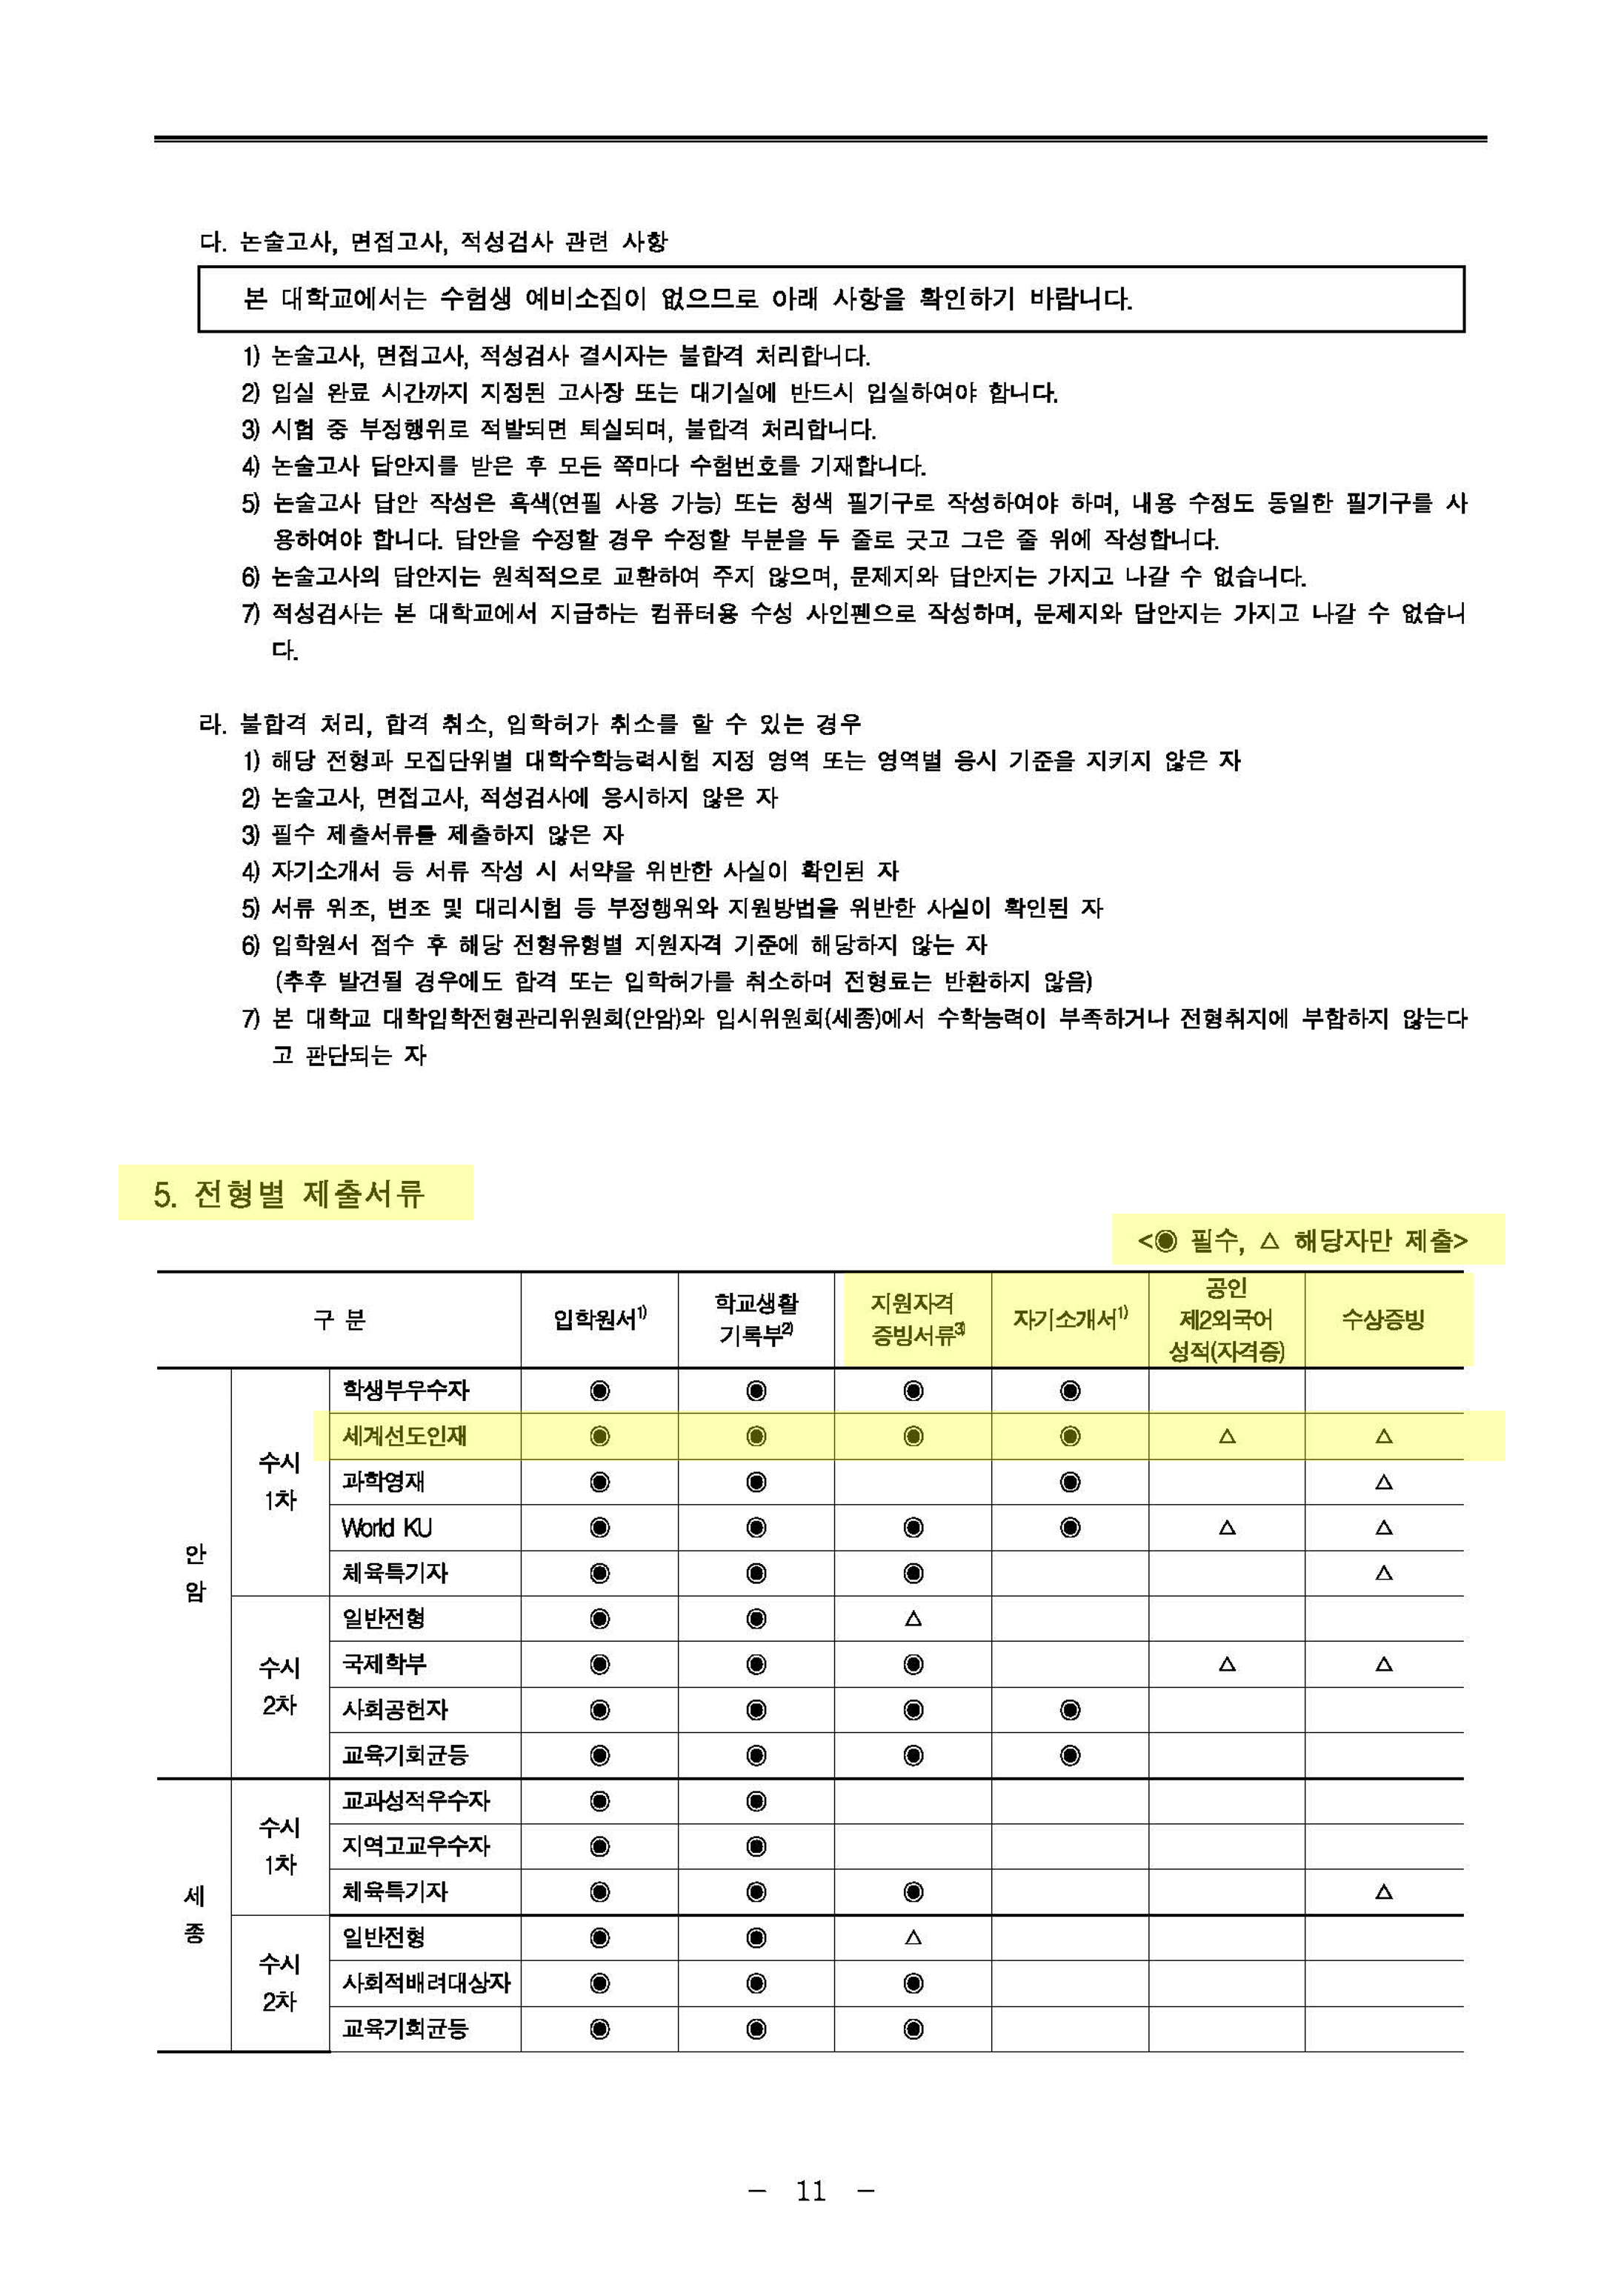 다. 논술고사, 면접고사, 적성검사 관련 사항
본 대학교에서는 수험생 예비소집이 없으므로 아래 사항을 확인하기 바랍니다.
1) 논술고사, 면접고사, 적성검사 결시자는 불합격 처리합니다.
2) 입실 완료 시간까지 지정된 고사장 또는 대기실에 반드시 입실하여야 합니다.
3) 시험 중 부정행위로 적발되면 퇴실되며, 불합격 처리합니다.
4) 논술고사 답안지를 받은 후 모든 쪽마다 수험번호를 기재합니다.
5) 논술고사 답안 작성은 흑색(연필 사용 가능) 또는 청색 필기구로 작성하여야 하며, 내용 수정도 동일한 필기구를 사
용하여야 합니다. 답안을 수정할 경우 수정할 부분을 두 줄로 긋고 그은 줄 위에 작성합니다.
6) 논술고사의 답안지는 원칙적으로 교환하여 주지 않으며, 문제지와 답안지는 가지고 나갈 수 없습니다.
7) 적성검사는 본 대학교에서 지급하는 컴퓨터용 수성 사인펜으로 작성하며, 문제지와 답안지는 가지고 나갈 수 없습니
다.
라. 불합격 처리, 합격 취소, 입학허가 취소를 할 수 있는 경우
1) 해당 전형과 모집단위별 대학수학능력시험 지정 영역 또는 영역별 응시 기준을 지키지 않은 자
2) 논술고사, 면접고사, 적성검사에 응시하지 않은 자
3) 필수 제출서류를 제출하지 않은 자
4) 자기소개서 등 서류 작성 시 서약을 위반한 사실이 확인된 자
5) 서류 위조, 변조 및 대리시험 등 부정행위와 지원방법을 위반한 사실이 확인된 자
6) 입학원서 접수 후 해당 전형유형별 지원자격 기준에 해당하지 않는 자
(추후 발견될 경우에도 합격 또는 입학허가를 취소하며 전형료는 반환하지 않음)
7) 본 대학교 대학입학전형관리위원회(안암)와 입시위원회(세종)에서 수학능력이 부족하거나 전형취지에 부합하지 않는다
고 판단되는 자
5. 전형별 제출서류
<◉ 필수, △ 해당자만 제출>
구 분 입학원서1) 학교생활 기록부2) 지원자격 증빙서류3) 자기소개서1) 공인 제2외국어 성적(자격증) 수상증빙
안암
수시 1차
학생부우수자 ◉ ◉ ◉ ◉
세계선도인재 ◉ ◉ ◉ ◉ △ △
과학영재 ◉ ◉ ◉ △
World KU ◉ ◉ ◉ ◉ △ △
체육특기자 ◉ ◉ ◉ △
수시 2차
일반전형 ◉ ◉ △
국제학부 ◉ ◉ ◉ △ △
사회공헌자 ◉ ◉ ◉ ◉
교육기회균등 ◉ ◉ ◉ ◉
세종
수시 1차
교과성적우수자 ◉ ◉
지역고교우수자 ◉ ◉
체육특기자 ◉ ◉ ◉ △
수시 2차
일반전형 ◉ ◉ △
사회적배려대상자 ◉ ◉ ◉
교육기회균등 ◉ ◉ ◉
- 11 -